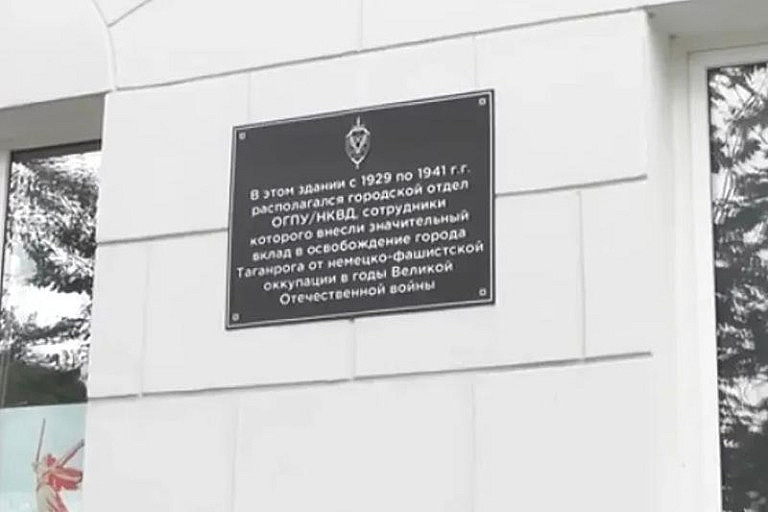 В этом здании с 1929 по 1941 г.г.
располагался городской отдел
ОГПУ/НКВД, сотрудники
которого внесли значительный
вклад в освобождение города
Таганрога от немецко-фашистской
оккупации в годы Великой
Отечественной войны